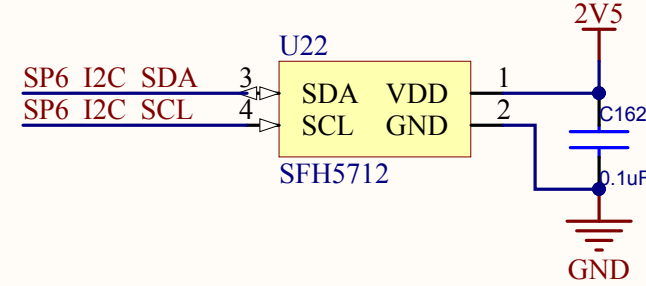 2V5
U22
SP6 I2C SDA 3 SDA VDD 1
SP6 I2C SCL 4 SCL GND 2
C162
SFH5712
0.1uF
GND